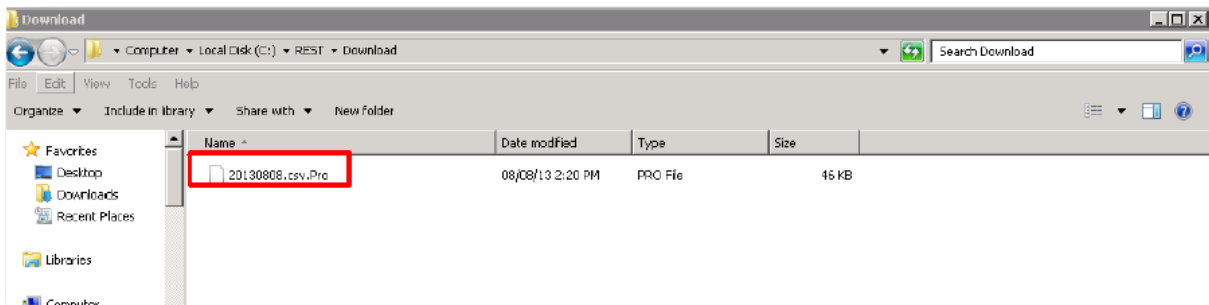 Download
Computer Local Disk (C:) REST Download
Search Download
File Edit View Tools Help
Organize Include in library Share with New folder
Name Date modified Type Size
Favorites
20130808.csv.Pro 08/08/13 2:20 PM PRO File 46 KB
Desktop
Downloads
Recent Places
Libraries
Computer